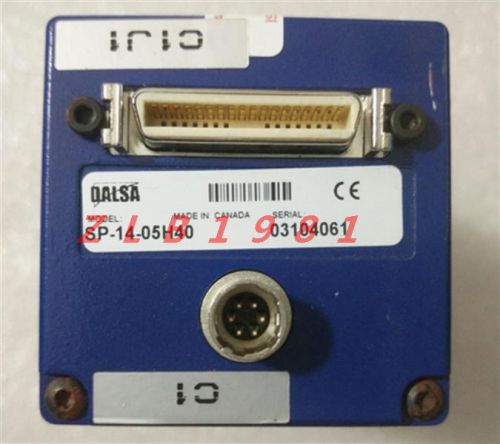 C1J1
DALSA
CE
MODEL:
MADE IN CANADA
SERIAL:
SP-14-05H40
03104061
ZLB1981
C1